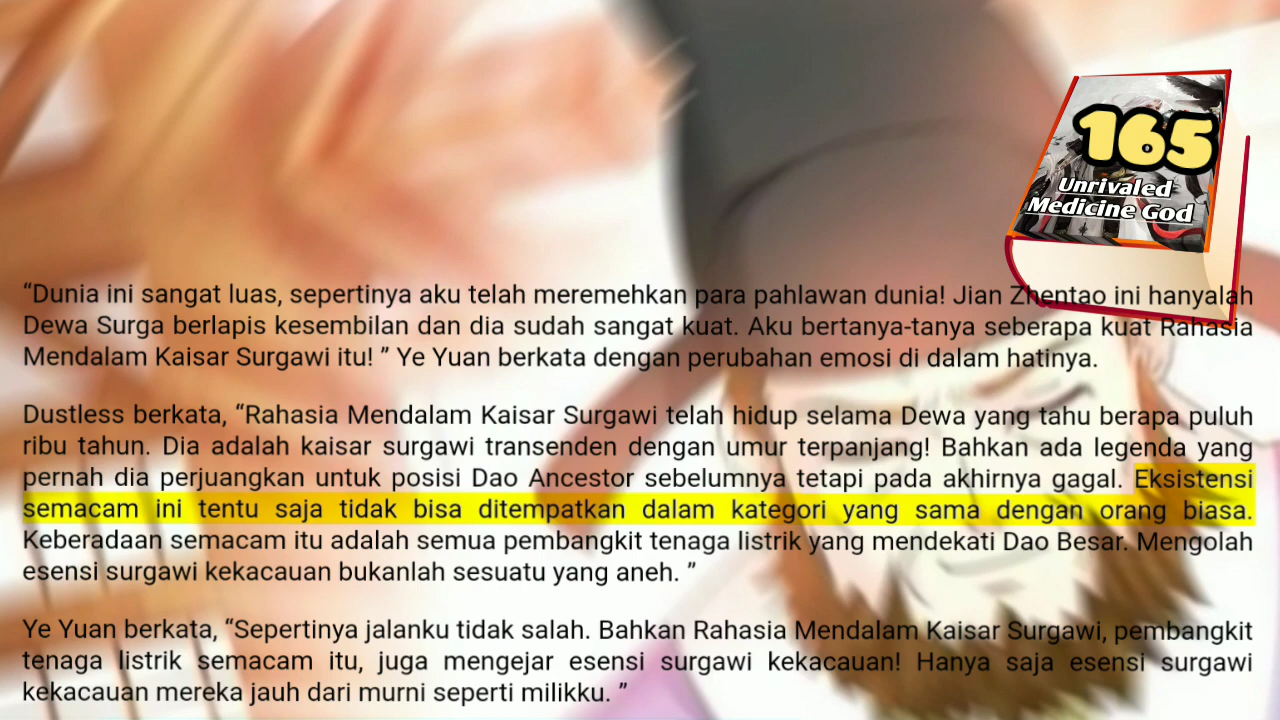 165
Unrivaled
Medicine God
“Dunia ini sangat luas, sepertinya aku telah meremehkan para pahlawan dunia! Jian Zhentao ini hanyalah
Dewa Surga berlapis kesembilan dan dia sudah sangat kuat. Aku bertanya-tanya seberapa kuat Rahasia
Mendalam Kaisar Surgawi itu! ” Ye Yuan berkata dengan perubahan emosi di dalam hatinya.
Dustless berkata, “Rahasia Mendalam Kaisar Surgawi telah hidup selama Dewa yang tahu berapa puluh
ribu tahun. Dia adalah kaisar surgawi transenden dengan umur terpanjang! Bahkan ada legenda yang
pernah dia perjuangkan untuk posisi Dao Ancestor sebelumnya tetapi pada akhirnya gagal. Eksistensi
semacam ini tentu saja tidak bisa ditempatkan dalam kategori yang sama dengan orang biasa.
Keberadaan semacam itu adalah semua pembangkit tenaga listrik yang mendekati Dao Besar. Mengolah
esensi surgawi kekacauan bukanlah sesuatu yang aneh. ”
Ye Yuan berkata, “Sepertinya jalanku tidak salah. Bahkan Rahasia Mendalam Kaisar Surgawi, pembangkit
tenaga listrik semacam itu, juga mengejar esensi surgawi kekacauan! Hanya saja esensi surgawi
kekacauan mereka jauh dari murni seperti milikku. ”